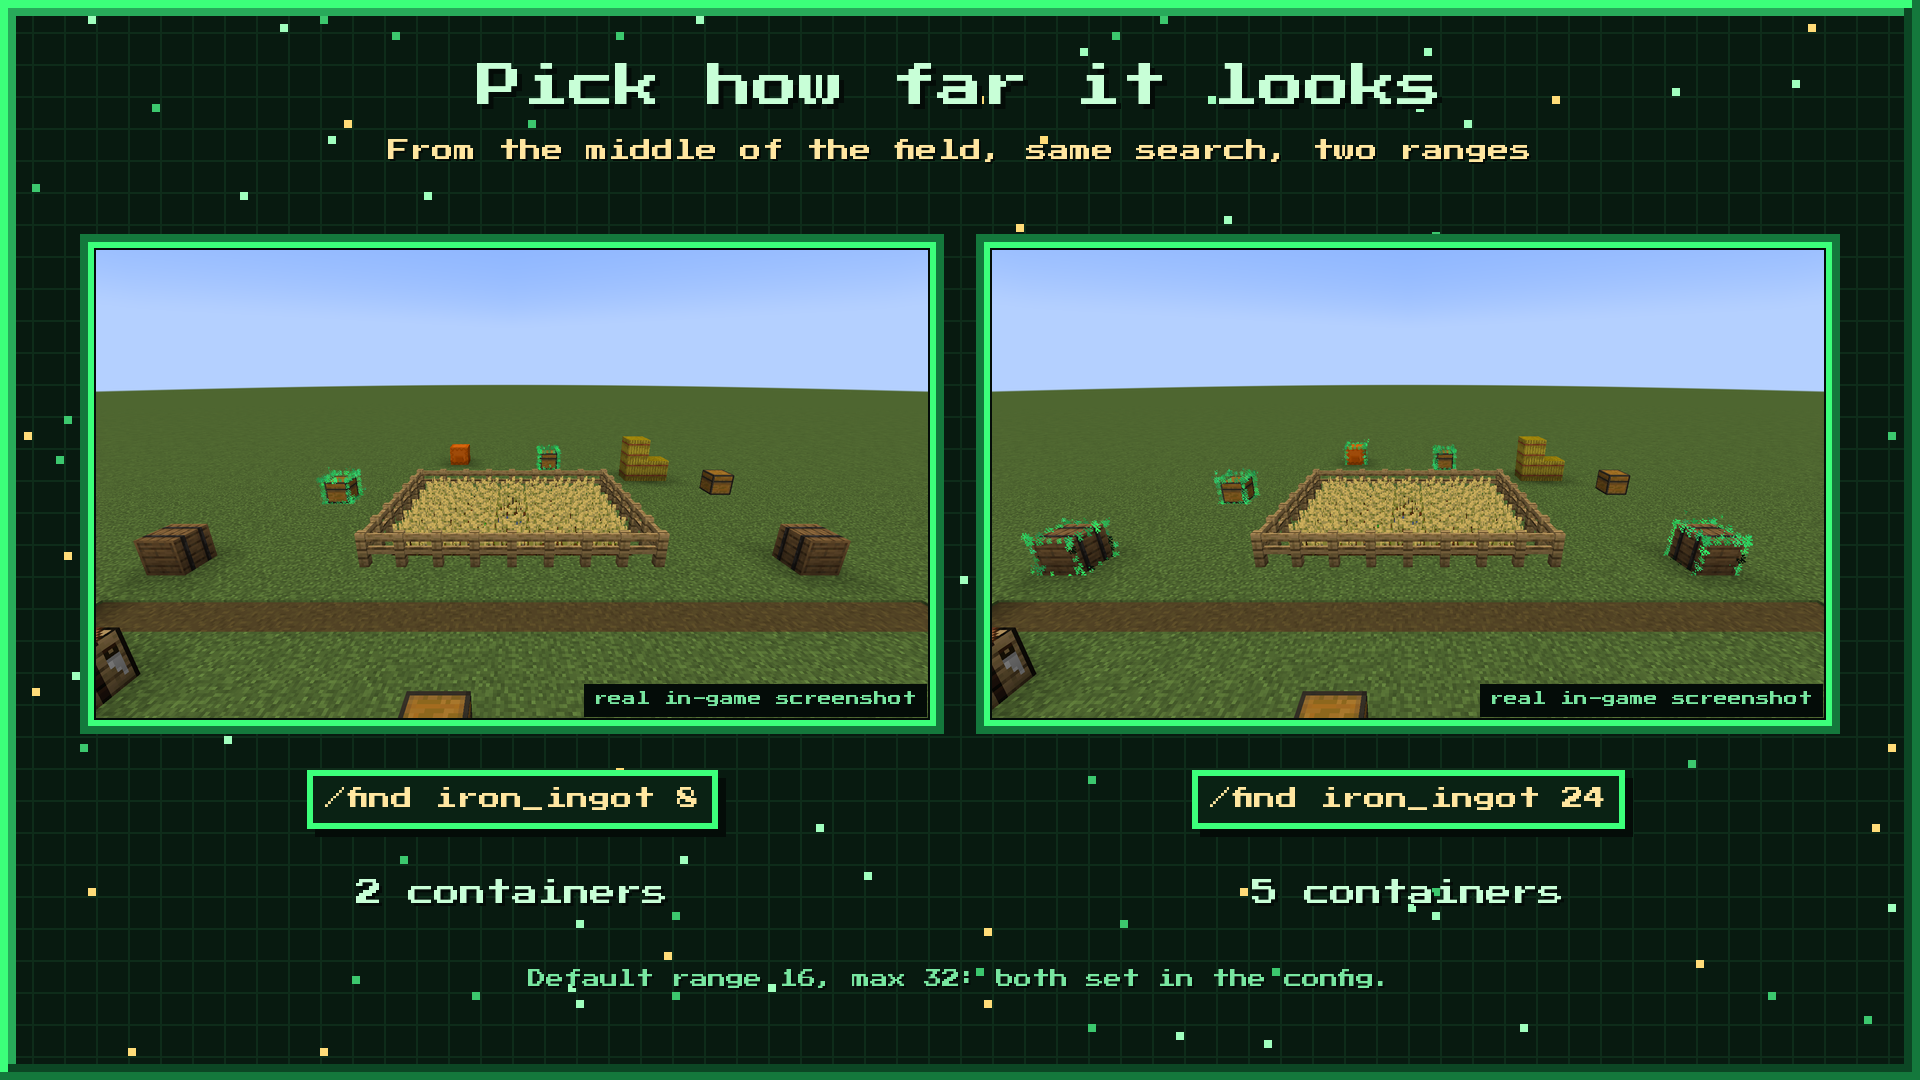 Pick how far it looks
From the middle of the field, same search, two ranges
real in-game screenshot
real in-game screenshot
/find iron_ingot 8
/find iron_ingot 24
2 containers
5 containers
Default range 16, max 32: both set in the config.